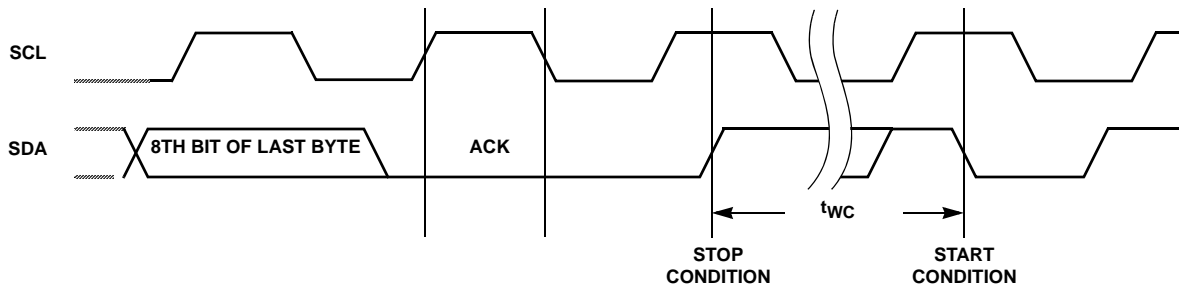 SCL
SDA
8TH BIT OF LAST BYTE
ACK
tWC
STOP
CONDITION
START
CONDITION